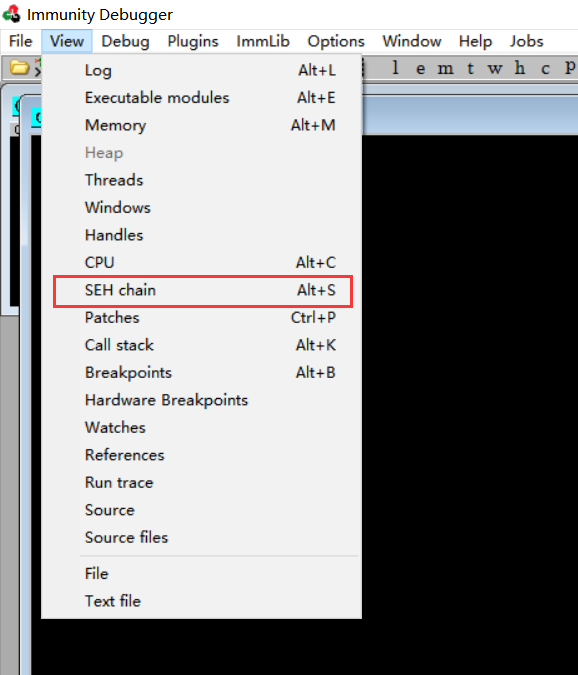 Immunity Debugger
File View Debug Plugins ImmLib Options Window Help Jobs
l e m t w h c p
Log Alt+L
Executable modules Alt+E
Memory Alt+M
Heap
Threads
Windows
Handles
CPU Alt+C
SEH chain Alt+S
Patches Ctrl+P
Call stack Alt+K
Breakpoints Alt+B
Hardware Breakpoints
Watches
References
Run trace
Source
Source files
File
Text file